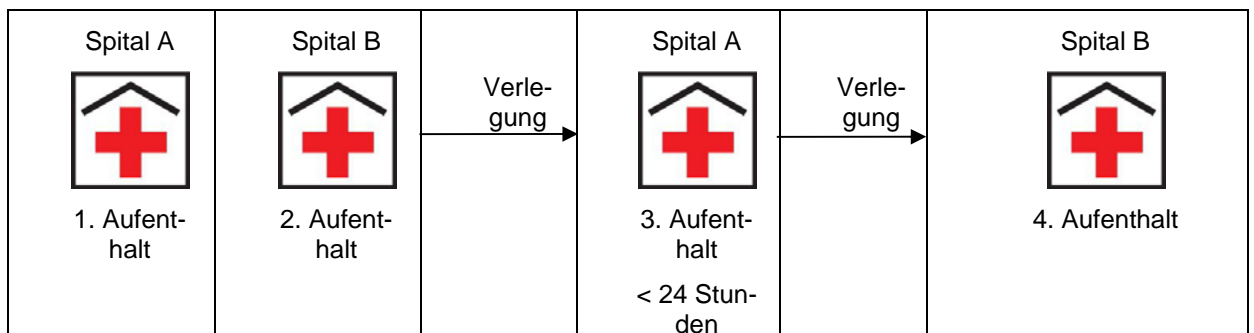 Spital A
1. Aufent-
halt
Spital B
2. Aufent-
halt
Verle-
gung
Spital A
3. Aufent-
halt
< 24 Stun-
den
Verle-
gung
Spital B
4. Aufenthalt